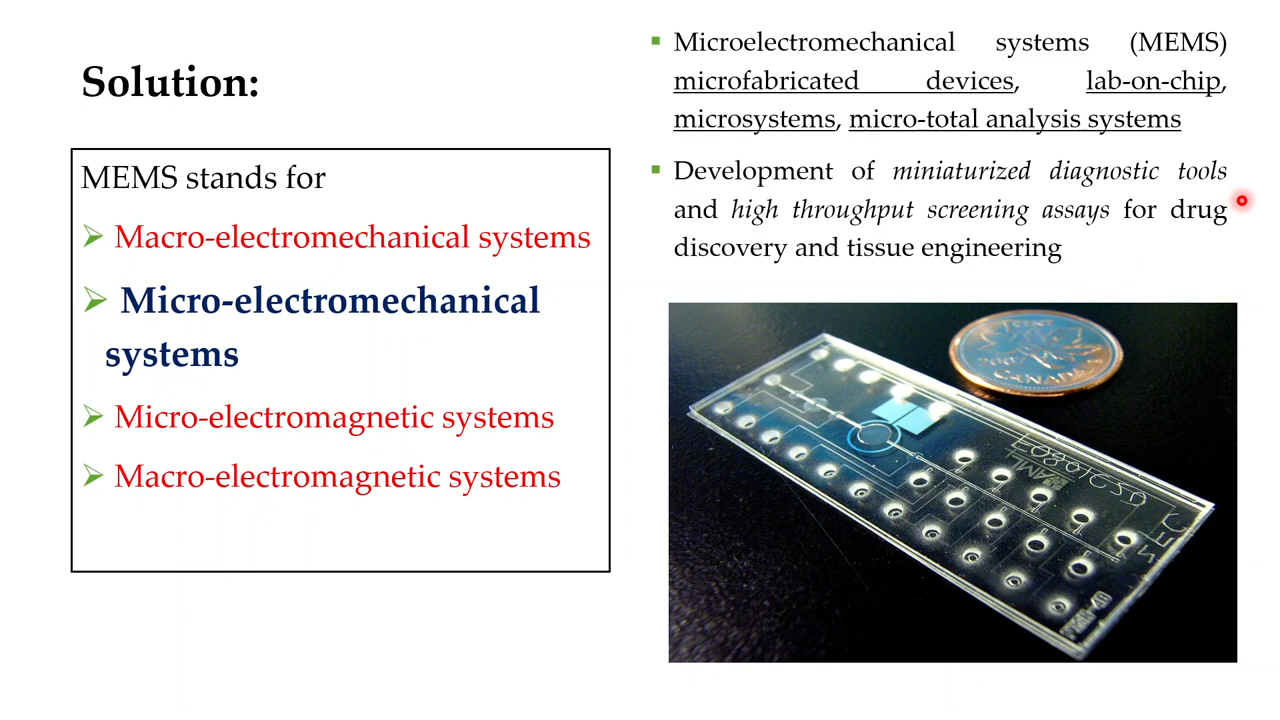 Solution:
MEMS stands for
Macro-electromechanical systems
Micro-electromechanical
systems
Micro-electromagnetic systems
Macro-electromagnetic systems
Microelectromechanical systems (MEMS)
microfabricated devices, lab-on-chip,
microsystems, micro-total analysis systems
Development of miniaturized diagnostic tools
and high throughput screening assays for drug
discovery and tissue engineering
CANADA